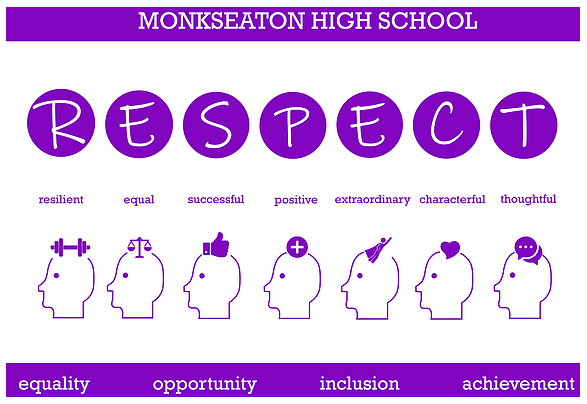 MONKSEATON HIGH SCHOOL
R E S P E C T
resilient equal successful positive extraordinary characterful thoughtful
equality opportunity inclusion achievement